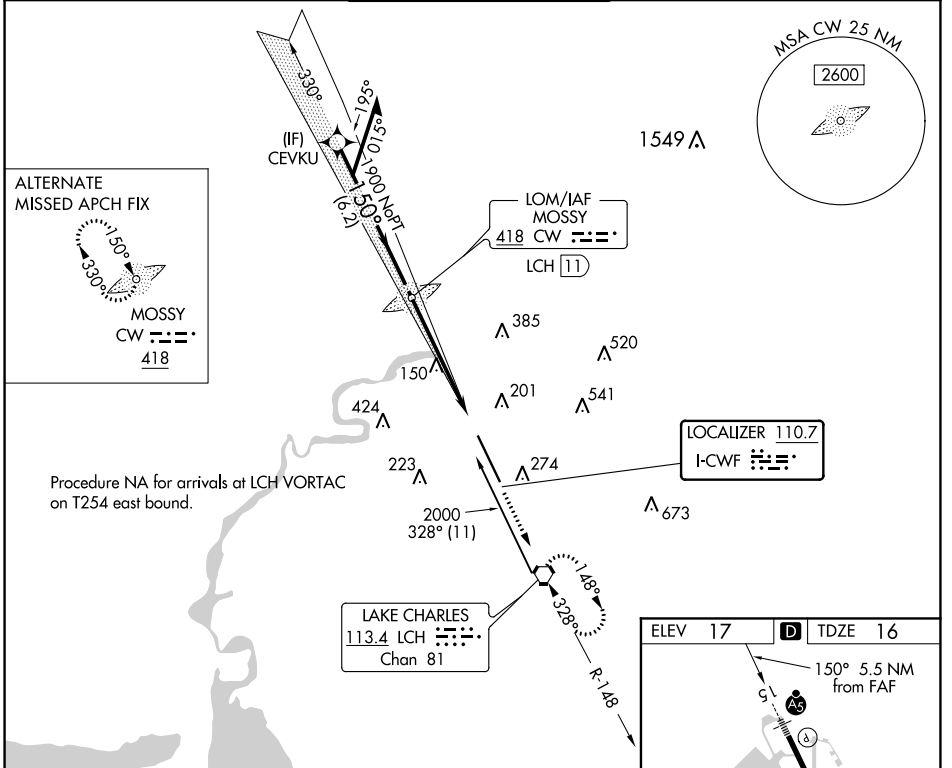 MSA CW 25 NM
2600
1549
330°
195°
015°
(IF)
CEVKU
1900 NoPT
150°
(6.2)
ALTERNATE
MISSED APCH FIX
150°
330°
MOSSY
CW
418
LOM/IAF
MOSSY
418 CW
LCH 11
385
520
150
201
541
424
LOCALIZER 110.7
I-CWF
223
274
Procedure NA for arrivals at LCH VORTAC
on T254 east bound.
673
2000
328° (11)
148°
328°
LAKE CHARLES
113.4 LCH
Chan 81
R-148
ELEV 17 D TDZE 16
150° 5.5 NM
from FAF
15
A5